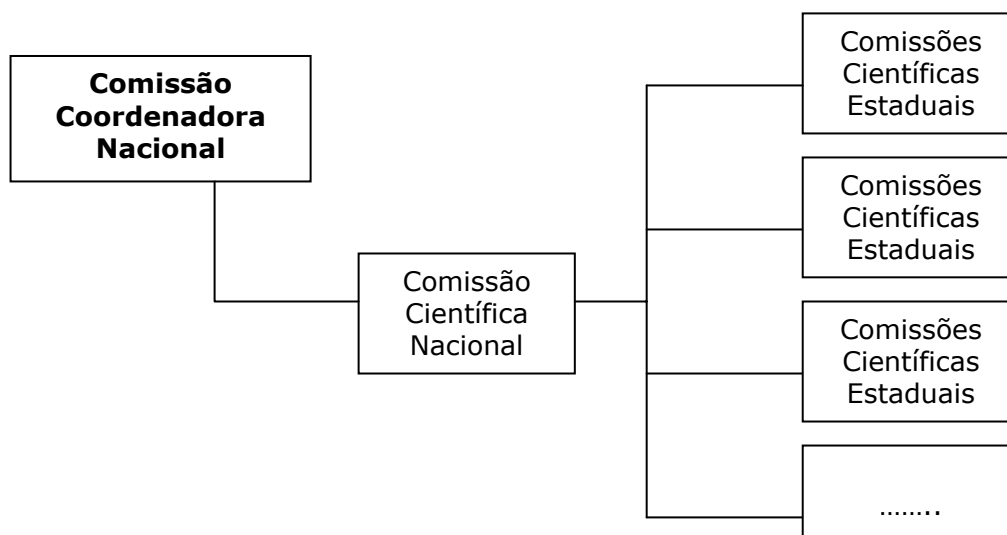 Comissão
Coordenadora
Nacional
Comissão
Científica
Nacional
Comissões
Científicas
Estaduais
Comissões
Científicas
Estaduais
Comissões
Científicas
Estaduais
……..